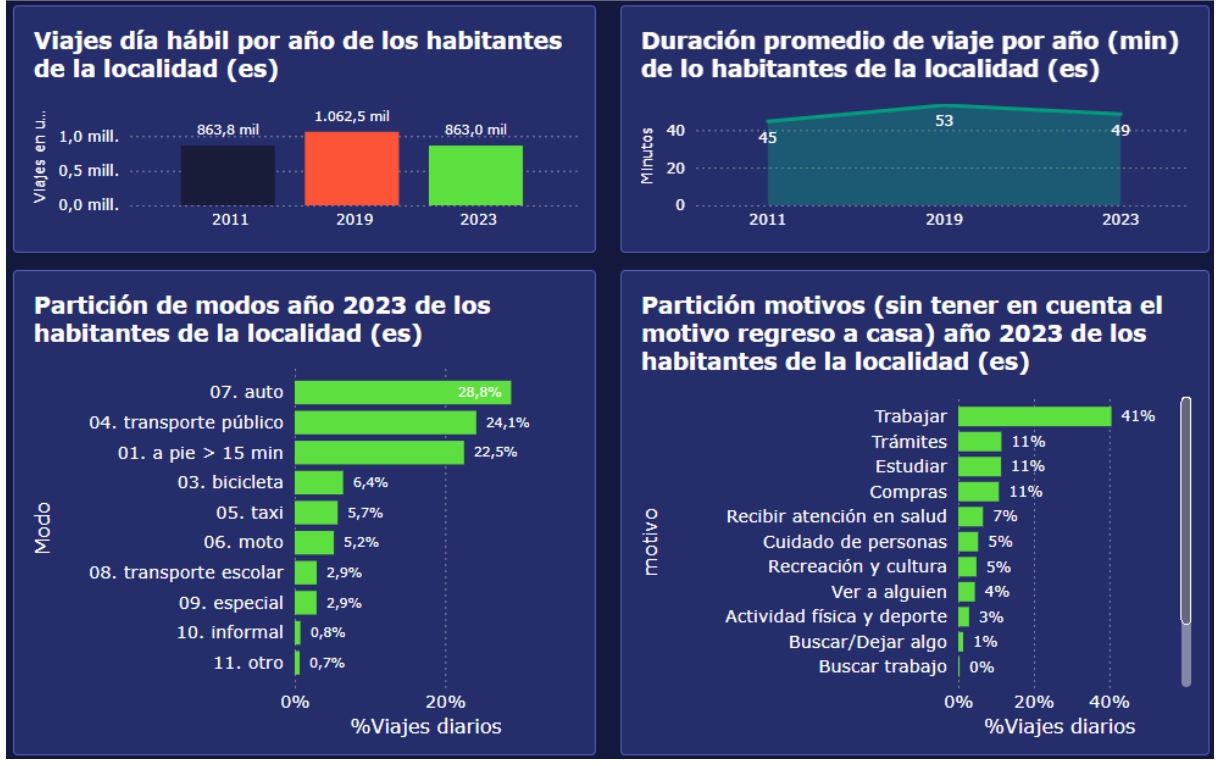 Viajes día hábil por año de los habitantes
de la localidad (es)
Viajes en u...
1,0 mill.
0,5 mill.
0,0 mill.
863,8 mil
1.062,5 mil
863,0 mil
2011
2019
2023
Duración promedio de viaje por año (min)
de lo habitantes de la localidad (es)
Minutos
40
20
0
45
53
49
2011
2019
2023
Partición de modos año 2023 de los
habitantes de la localidad (es)
Modo
07. auto 28,8%
04. transporte público 24,1%
01. a pie > 15 min 22,5%
03. bicicleta 6,4%
05. taxi 5,7%
06. moto 5,2%
08. transporte escolar 2,9%
09. especial 2,9%
10. informal 0,8%
11. otro 0,7%
0% 20%
%Viajes diarios
Partición motivos (sin tener en cuenta el
motivo regreso a casa) año 2023 de los
habitantes de la localidad (es)
motivo
Trabajar 41%
Trámites 11%
Estudiar 11%
Compras 11%
Recibir atención en salud 7%
Cuidado de personas 5%
Recreación y cultura 5%
Ver a alguien 4%
Actividad física y deporte 3%
Buscar/Dejar algo 1%
Buscar trabajo 0%
0% 20% 40%
%Viajes diarios